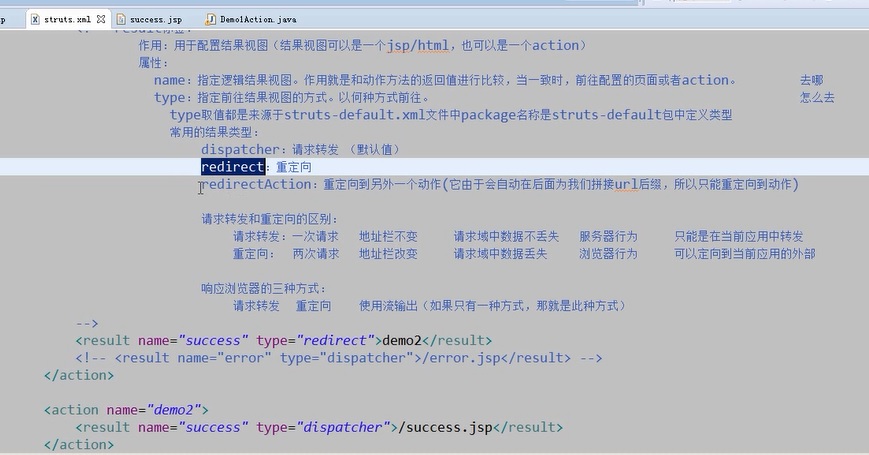 p struts.xml success.jsp Demo1Action.java
作用：用于配置结果视图（结果视图可以是一个jsp/html，也可以是一个action）
属性：
name：指定逻辑结果视图。作用就是和动作方法的返回值进行比较，当一致时，前往配置的页面或者action。 去哪
type：指定前往结果视图的方式。以何种方式前往。 怎么去
type取值都是来源于struts-default.xml文件中package名称是struts-default包中定义类型
常用的结果类型：
dispatcher：请求转发 （默认值）
redirect：重定向
redirectAction：重定向到另外一个动作(它由于会自动在后面为我们拼接url后缀，所以只能重定向到动作)
请求转发和重定向的区别：
请求转发：一次请求 地址栏不变 请求域中数据不丢失 服务器行为 只能是在当前应用中转发
重定向： 两次请求 地址栏改变 请求域中数据丢失 浏览器行为 可以定向到当前应用的外部
响应浏览器的三种方式：
请求转发 重定向 使用流输出（如果只有一种方式，那就是此种方式）
-->
<result name="success" type="redirect">demo2</result>
<!-- <result name="error" type="dispatcher">/error.jsp</result> -->
</action>
<action name="demo2">
<result name="success" type="dispatcher">/success.jsp</result>
</action>